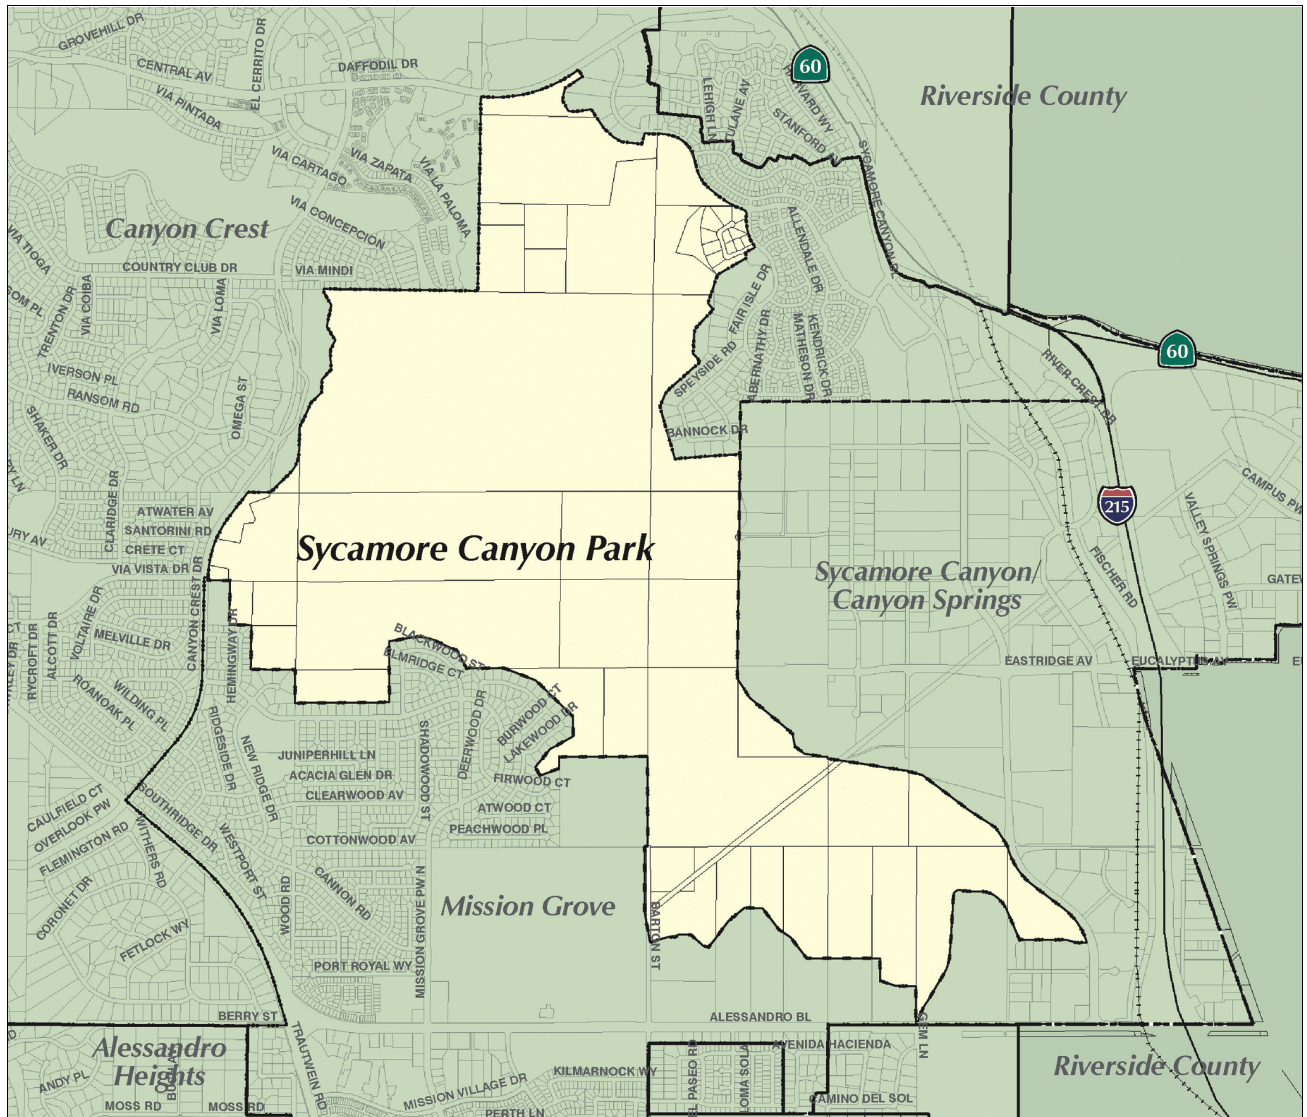 GROVEHILL DR
EL CERRITO DR
CENTRAL AV
DAFFODIL DR
60
Riverside County
LEHIGH LN
TULANE AV
HARVARD WY
STANFORD
VIA PINTADA
VIA CARTAGO
VIA ZAPATA
VIA LA PALOMA
SYCAMORE CANYON
VIA CONCEPCION
Canyon Crest
ALLENDALE DR
VIA TIOGA
COUNTRY CLUB DR
VIA MINDI
VIA COIBA
VIA LOMA
TRENTON DR
FAIR ISLE DR
KENDRICK DR
MATHESON DR
ABERNATHY DR
SPEYSIDE RD
60
RIVER CREST DR
IVERSON PL
RANSOM RD
OMEGA ST
SHAKER DR
BANNOCK DR
CLARIDGE DR
CAMPUS PW
215
VALLEY SPRINGS PW
ATWATER AV
SANTORINI RD
CRETE CT
VIA VISTA DR
Sycamore Canyon Park
Sycamore Canyon/
Canyon Springs
FISCHER RD
CANYON CREST DR
HEMINGWAY DR
VOLTAIRE DR
ALCOTT DR
RYCROFT DR
MELVILLE DR
BLACKWOOD ST
ELMRIDGE CT
EASTRIDGE AV
EUCALYPTUS AV
WILDING PL
ROANOAK PL
DEERWOOD DR
BURWOOD CT
LAKEWOOD DR
RIDGESIDE DR
NEW RIDGE DR
SHADOWOOD ST
JUNIPERHILL LN
ACACIA GLEN DR
CLEARWOOD AV
FIRWOOD CT
ATWOOD CT
PEACHWOOD PL
COTTONWOOD AV
CAULFIELD CT
OVERLOOK PW
FLEMINGTON RD
WITHERS RD
SOUTHRIDGE DR
WESTPORT ST
CORONET DR
WOOD RD
CANNON RD
MISSION GROVE PW N
Mission Grove
BARTON ST
FETLOCK WY
PORT ROYAL WY
BERRY ST
ALESSANDRO BL
GEM LN
Alessandro
Heights
TRAUTWEIN RD
AVENIDA HACIENDA
Riverside County
EL PASEO RD
LOMA SOLA
ANDY PL
KILMARNOCK WY
MISSION VILLAGE DR
CAMINO DEL SOL
MOSS RD
MOSS RD
PERTH LN